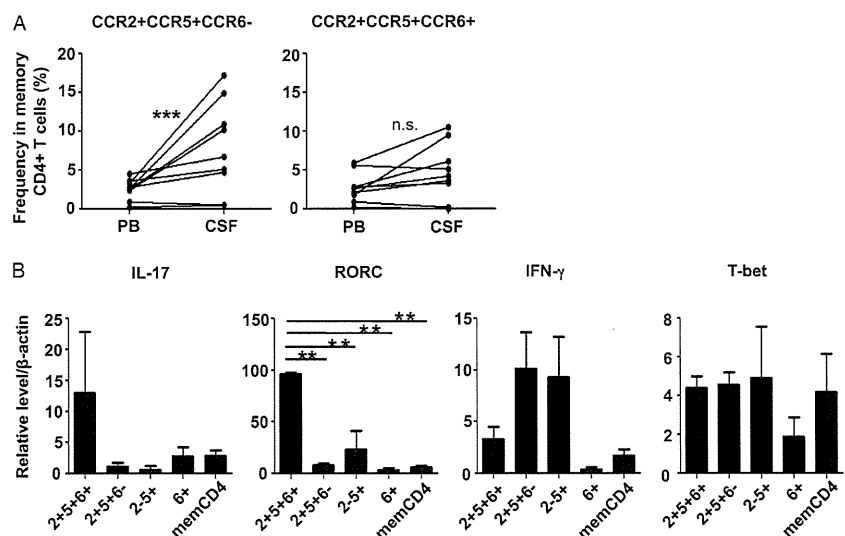 A
CCR2+CCR5+CCR6-
CCR2+CCR5+CCR6+
Frequency in memory
CD4+ T cells (%)
20
15
10
5
0
***
PB
CSF
20
15
10
5
0
n.s.
PB
CSF
B
IL-17
RORC
IFN-γ
T-bet
Relative level/β-actin
25
20
15
10
5
0
2+5+6+
2+5+6-
2-5+
6+
memCD4
150
100
50
0
**
**
**
**
2+5+6+
2+5+6-
2-5+
6+
memCD4
15
10
5
0
2+5+6+
2+5+6-
2-5+
6+
memCD4
8
6
4
2
0
2+5+6+
2+5+6-
2-5+
6+
memCD4